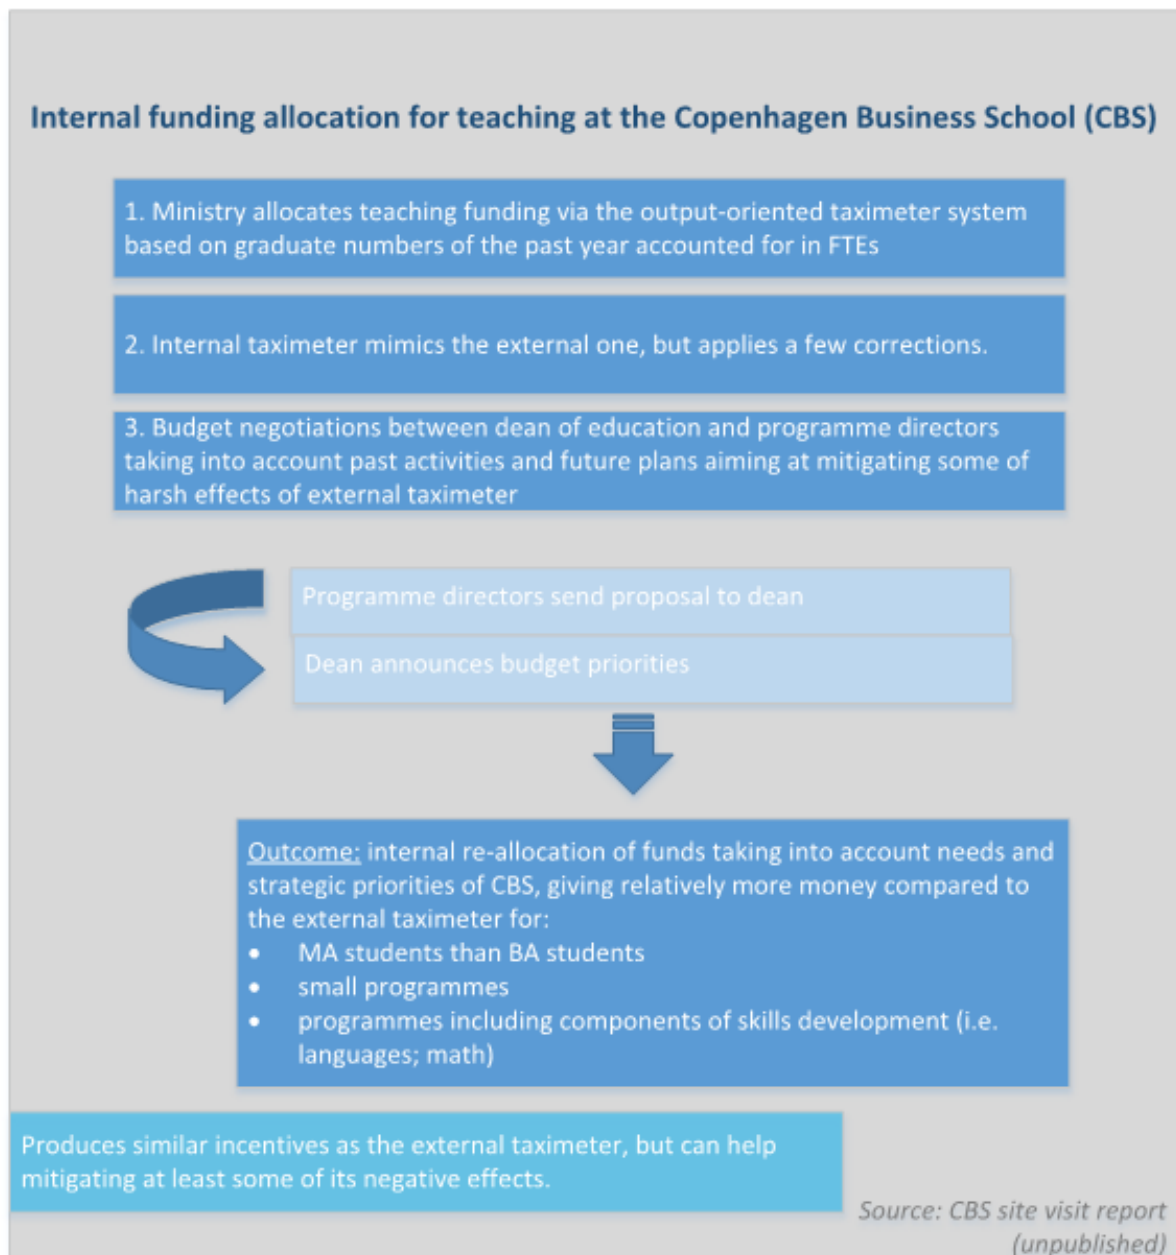 Internal funding allocation for teaching at the Copenhagen Business School (CBS)
1. Ministry allocates teaching funding via the output-oriented taximeter system
based on graduate numbers of the past year accounted for in FTEs
2. Internal taximeter mimics the external one, but applies a few corrections.
3. Budget negotiations between dean of education and programme directors
taking into account past activities and future plans aiming at mitigating some of
harsh effects of external taximeter
Programme directors send proposal to dean
Dean announces budget priorities
Outcome: internal re-allocation of funds taking into account needs and
strategic priorities of CBS, giving relatively more money compared to
the external taximeter for:
• MA students than BA students
• small programmes
• programmes including components of skills development (i.e.
languages; math)
Produces similar incentives as the external taximeter, but can help
mitigating at least some of its negative effects.
Source: CBS site visit report
(unpublished)